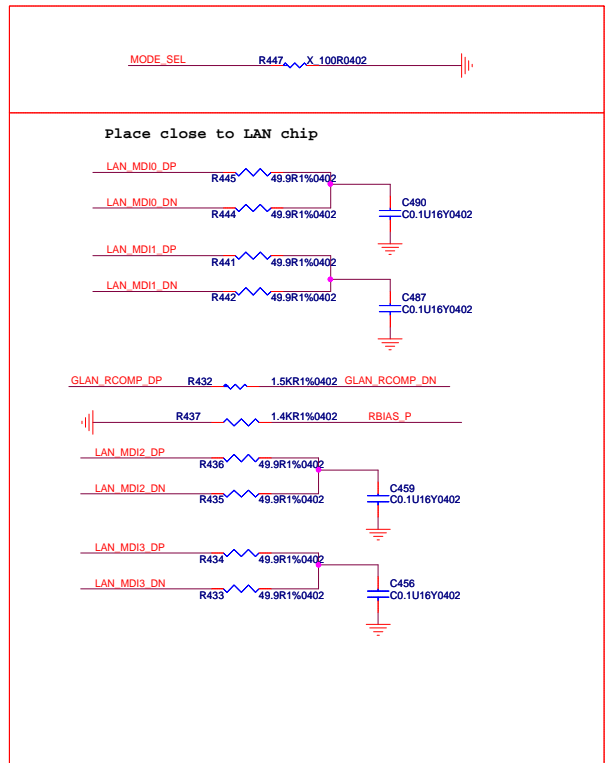 MODE_SEL R447 X_100R0402
Place close to LAN chip
LAN_MDI0_DP
R445 49.9R1%0402
LAN_MDI0_DN
R444 49.9R1%0402
C490
C0.1U16Y0402
LAN_MDI1_DP
R441 49.9R1%0402
LAN_MDI1_DN
R442 49.9R1%0402
C487
C0.1U16Y0402
GLAN_RCOMP_DP R432 1.5KR1%0402 GLAN_RCOMP_DN
R437 1.4KR1%0402 RBIAS_P
LAN_MDI2_DP
R436 49.9R1%0402
LAN_MDI2_DN
R435 49.9R1%0402
C459
C0.1U16Y0402
LAN_MDI3_DP
R434 49.9R1%0402
LAN_MDI3_DN
R433 49.9R1%0402
C456
C0.1U16Y0402